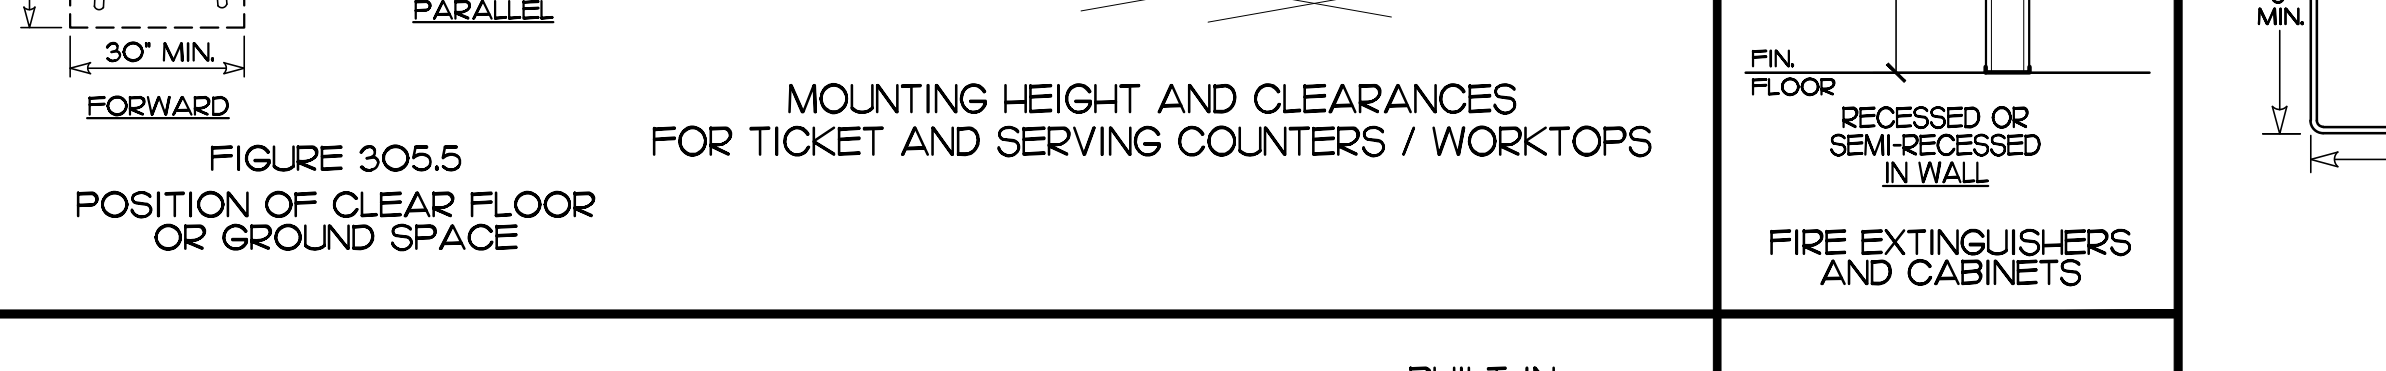 PARALLEL
30" MIN.
FORWARD
FIGURE 305.5
POSITION OF CLEAR FLOOR
OR GROUND SPACE
MOUNTING HEIGHT AND CLEARANCES
FOR TICKET AND SERVING COUNTERS / WORKTOPS
FIN.
FLOOR
RECESSED OR
SEMI-RECESSED
IN WALL
FIRE EXTINGUISHERS
AND CABINETS
MIN.